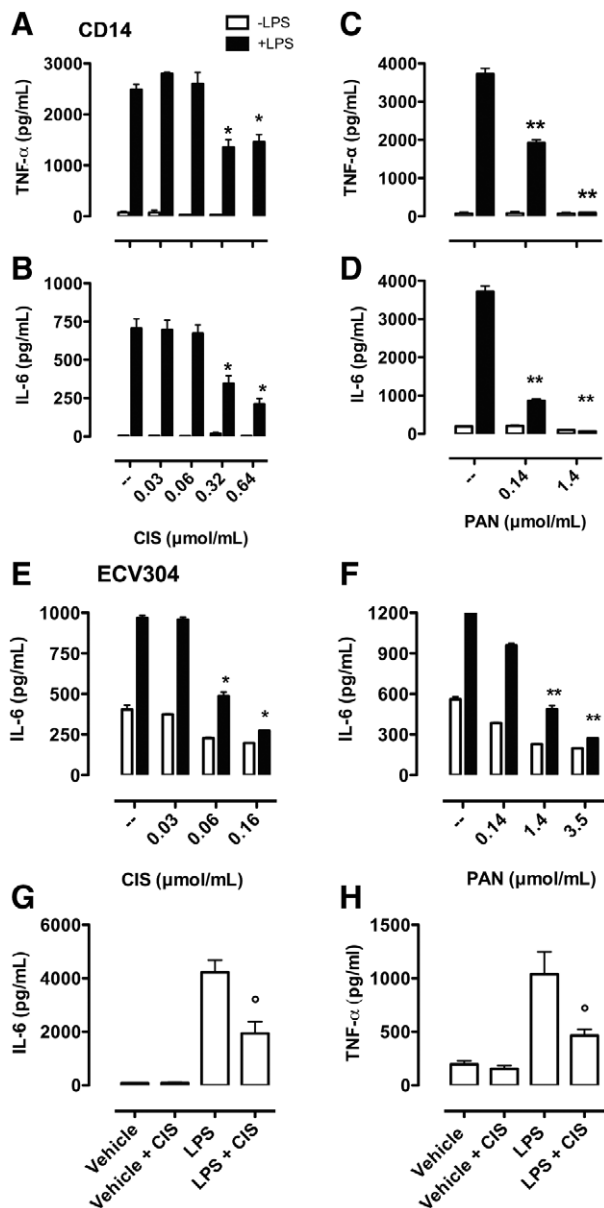 A CD14
-LPS
+LPS
TNF-α (pg/mL)
3000
2000
1000
0
* *
C
TNF-α (pg/mL)
4000
3000
2000
1000
0
** **
B
IL-6 (pg/mL)
1000
750
500
250
0
* *
-- 0.03 0.06 0.32 0.64
CIS (μmol/mL)
D
IL-6 (pg/mL)
4000
3000
2000
1000
0
** **
-- 0.14 1.4
PAN (μmol/mL)
E ECV304
IL-6 (pg/mL)
1000
750
500
250
0
* *
-- 0.03 0.06 0.16
CIS (μmol/mL)
F
IL-6 (pg/mL)
1200
900
600
300
0
** **
-- 0.14 1.4 3.5
PAN (μmol/mL)
G
IL-6 (pg/mL)
6000
4000
2000
0
°
Vehicle
Vehicle + CIS
LPS
LPS + CIS
H
TNF-α (pg/ml)
1500
1000
500
0
°
Vehicle
Vehicle + CIS
LPS
LPS + CIS